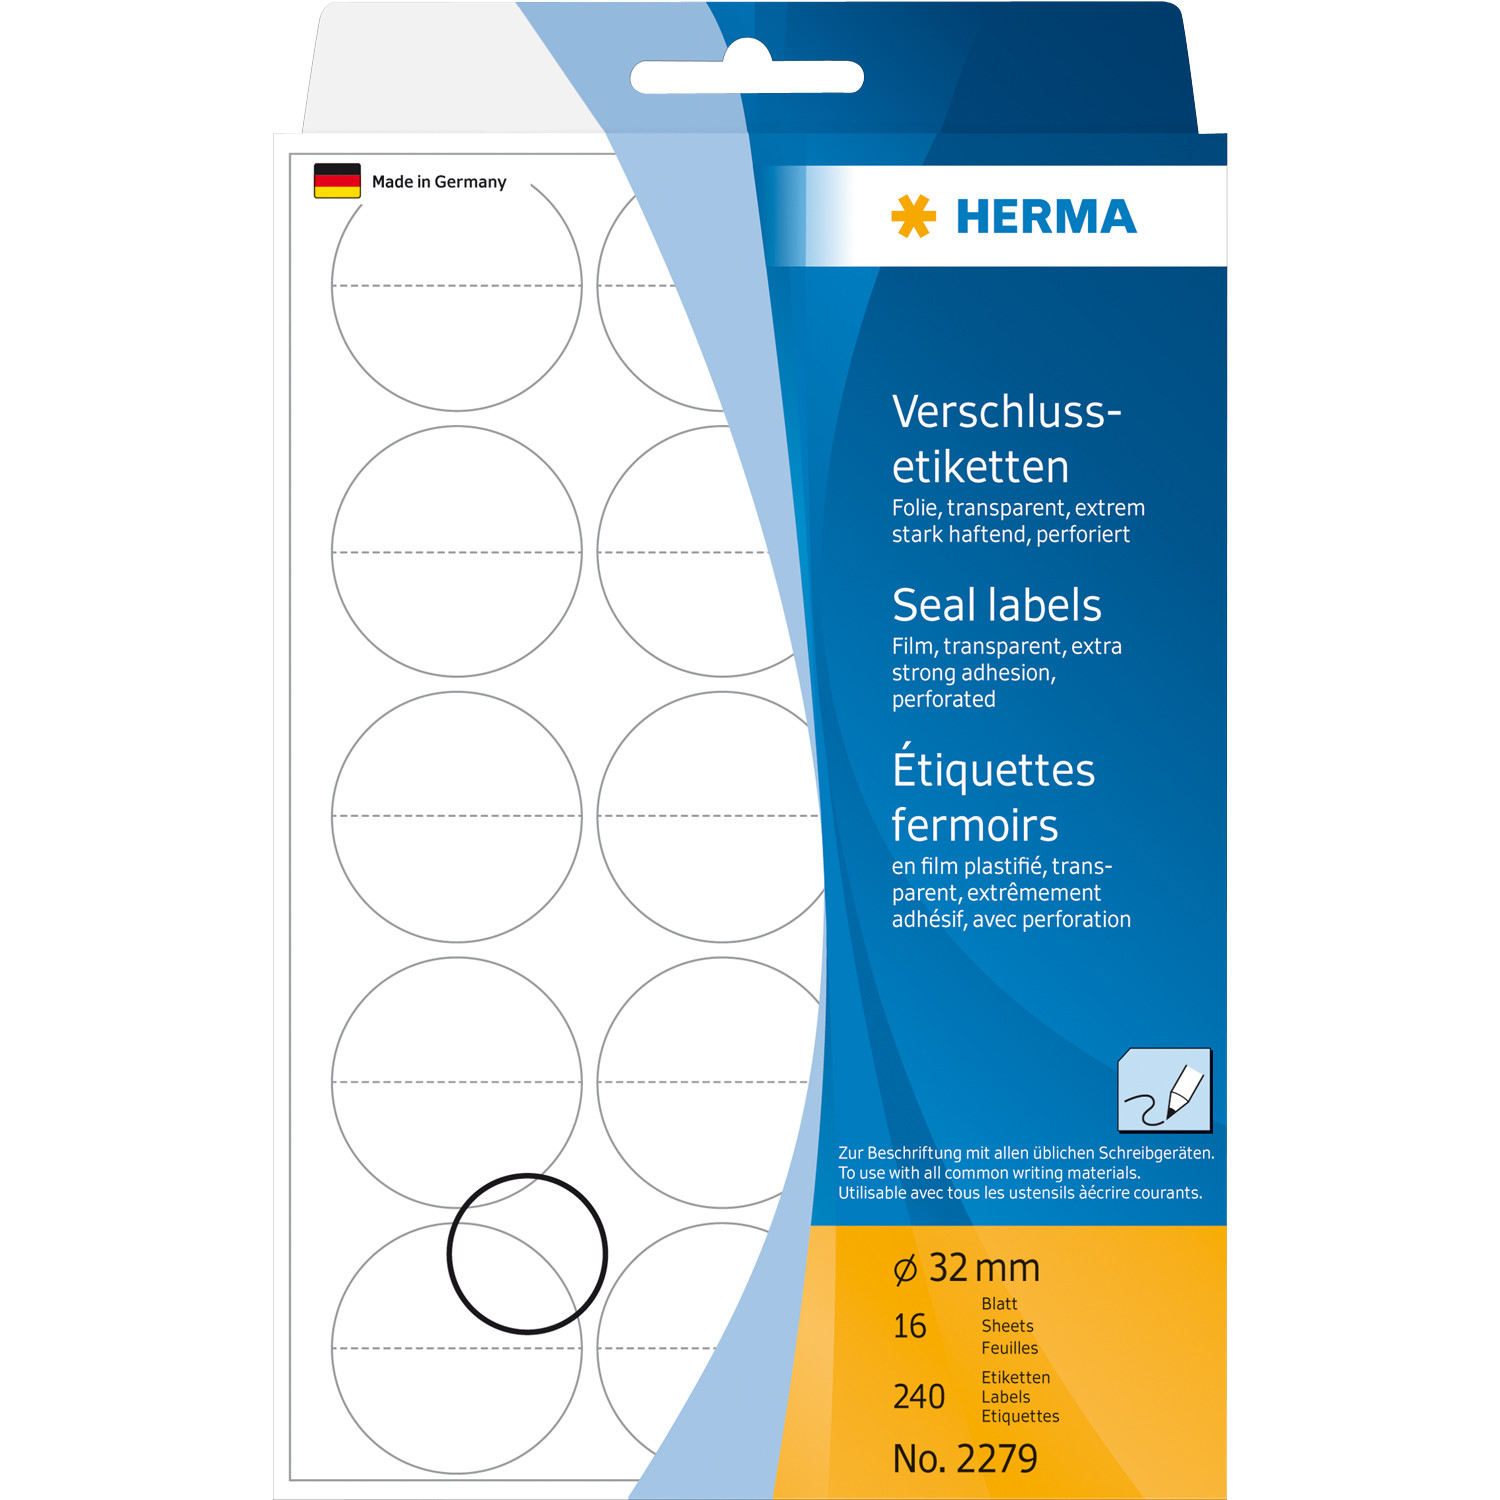 Made in Germany
HERMA
Verschluss-
etiketten
Folie, transparent, extrem
stark haftend, perforiert
Seal labels
Film, transparent, extra
strong adhesion,
perforated
Étiquettes
fermoirs
en film plastifié, trans-
parent, extrêmement
adhésif, avec perforation
Zur Beschriftung mit allen üblichen Schreibgeräten.
To use with all common writing materials.
Utilisable avec tous les ustensils àécrire courants.
ø 32 mm
16 Blatt
Sheets
Feuilles
240 Etiketten
Labels
Etiquettes
No. 2279